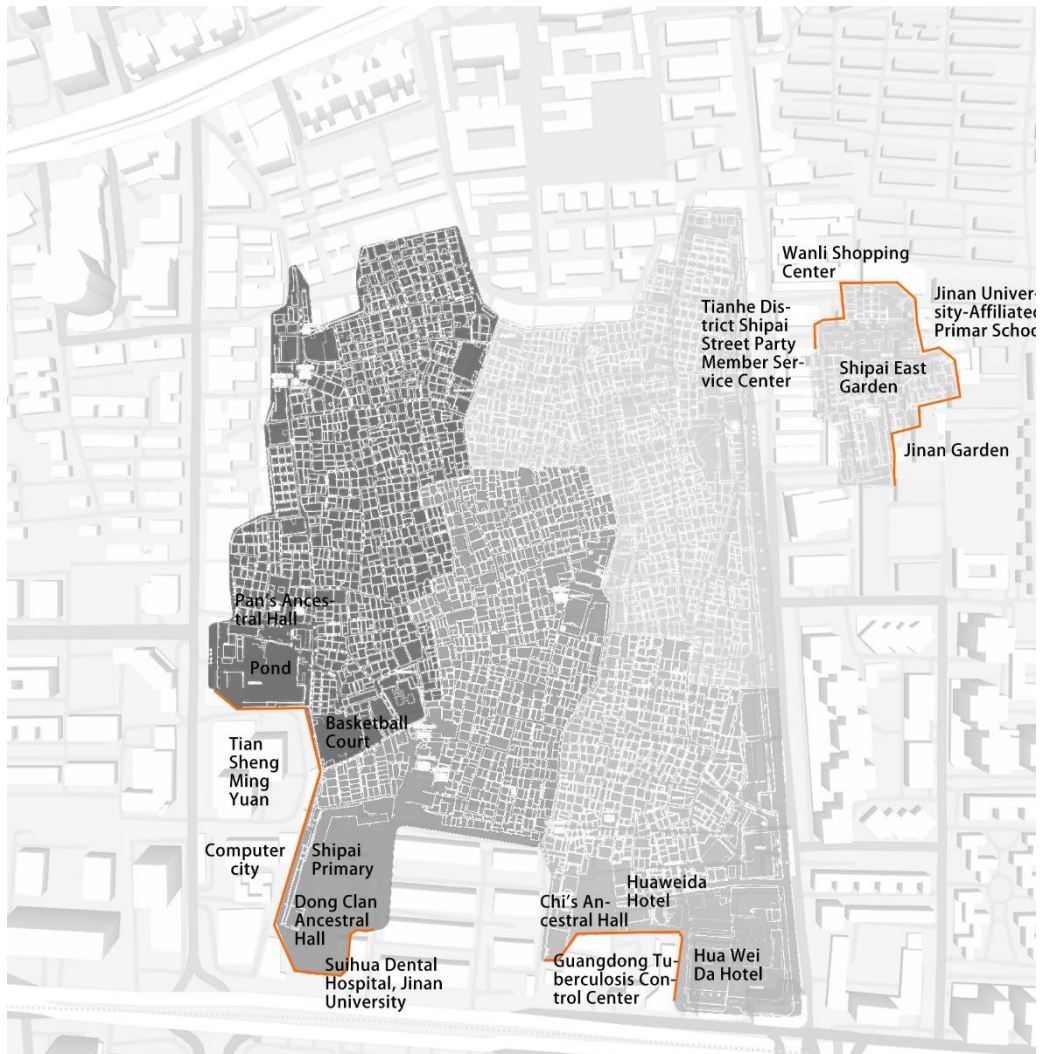 Wanli Shopping
Center
Tianhe Dis-
trict Shipai
Street Party
Member Ser-
vice Center
Jinan Univer-
sity-Affiliated
Primar Schoo
Shipai East
Garden
Jinan Garden
Pan's Ances-
tral Hall
Pond
Basketball
Court
Tian
Sheng
Ming
Yuan
Computer
city
Shipai
Primary
Dong Clan
Ancestral
Hall
Suihua Dental
Hospital, Jinan
University
Huaweida
Hotel
Chi's An-
cestral Hall
Guangdong Tu-
berculosis Con-
trol Center
Hua Wei
Da Hotel